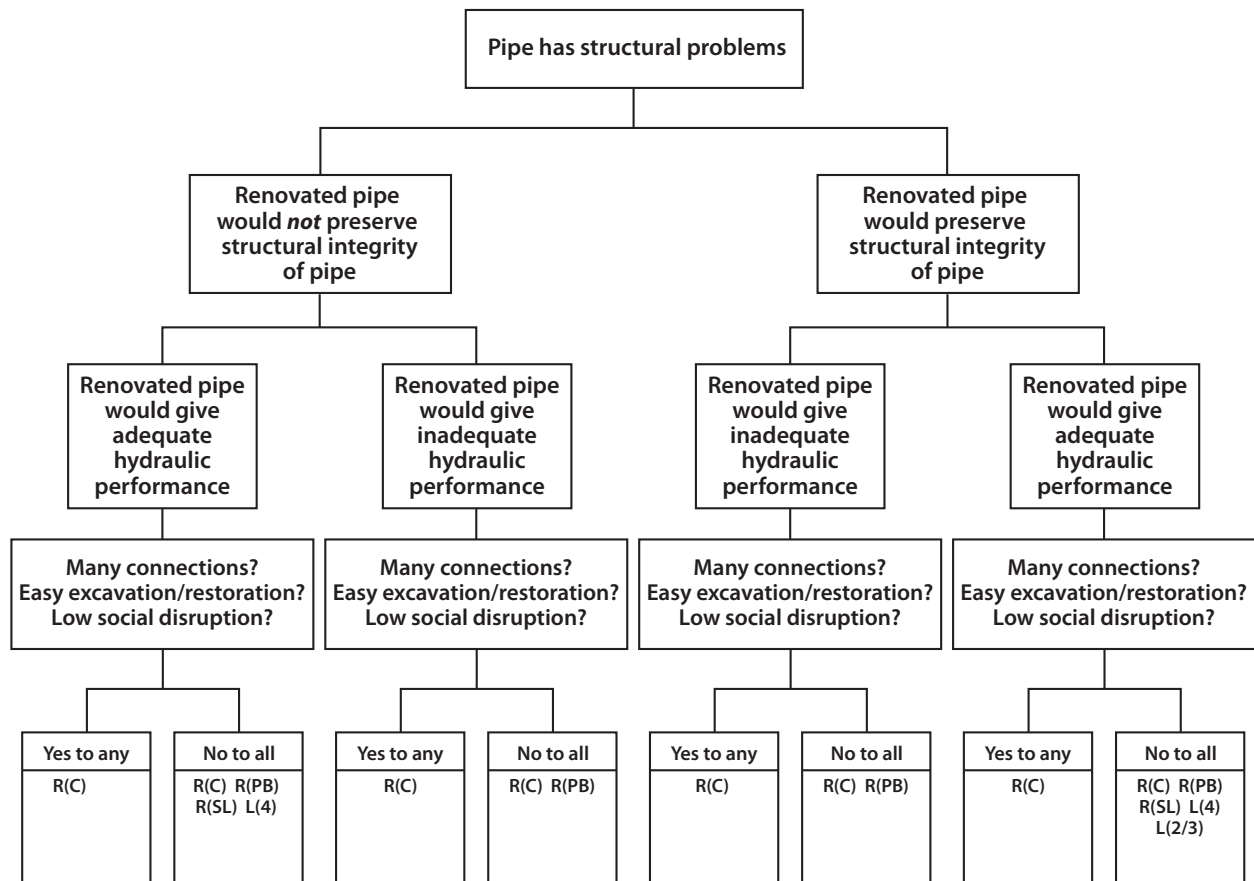 Pipe has structural problems
Renovated pipe
would not preserve
structural integrity
of pipe
Renovated pipe
would preserve
structural integrity
of pipe
Renovated pipe
would give
adequate
hydraulic
performance
Renovated pipe
would give
inadequate
hydraulic
performance
Renovated pipe
would give
inadequate
hydraulic
performance
Renovated pipe
would give
adequate
hydraulic
performance
Many connections?
Easy excavation/restoration?
Low social disruption?
Many connections?
Easy excavation/restoration?
Low social disruption?
Many connections?
Easy excavation/restoration?
Low social disruption?
Many connections?
Easy excavation/restoration?
Low social disruption?
Yes to any
R(C)
No to all
R(C) R(PB)
R(SL) L(4)
Yes to any
R(C)
No to all
R(C) R(PB)
Yes to any
R(C)
No to all
R(C) R(PB)
Yes to any
R(C)
No to all
R(C) R(PB)
R(SL) L(4)
L(2/3)